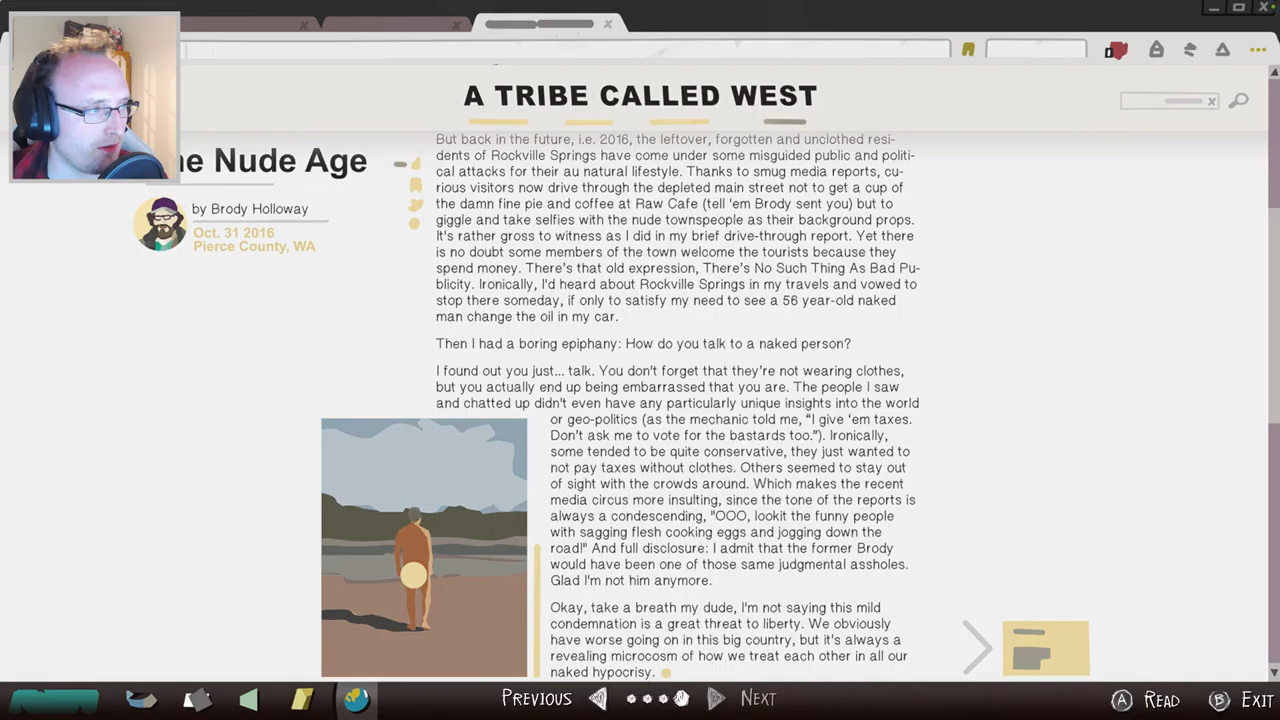 A TRIBE CALLED WEST
ne Nude Age
by Brody Holloway
Oct. 31 2016
Pierce County, WA
But back in the future, i.e. 2016, the leftover, forgotten and unclothed resi-
dents of Rockville Springs have come under some misguided public and politi-
cal attacks for their au natural lifestyle. Thanks to smug media reports, cu-
rious visitors now drive through the depleted main street not to get a cup of
the damn fine pie and coffee at Raw Cafe (tell 'em Brody sent you) but to
giggle and take selfies with the nude townspeople as their background props.
It's rather gross to witness as I did in my brief drive-through report. Yet there
is no doubt some members of the town welcome the tourists because they
spend money. There's that old expression, There's No Such Thing As Bad Pu-
blicity. Ironically, I'd heard about Rockville Springs in my travels and vowed to
stop there someday, if only to satisfy my need to see a 56 year-old naked
man change the oil in my car.
Then I had a boring epiphany: How do you talk to a naked person?
I found out you just... talk. You don't forget that they're not wearing clothes,
but you actually end up being embarrassed that you are. The people I saw
and chatted up didn't even have any particularly unique insights into the world
or geo-politics (as the mechanic told me, "I give 'em taxes.
Don't ask me to vote for the bastards too."). Ironically,
some tended to be quite conservative, they just wanted to
not pay taxes without clothes. Others seemed to stay out
of sight with the crowds around. Which makes the recent
media circus more insulting, since the tone of the reports is
always a condescending, "OOO, lookit the funny people
with sagging flesh cooking eggs and jogging down the
road!" And full disclosure: I admit that the former Brody
would have been one of those same judgmental assholes.
Glad I'm not him anymore.
Okay, take a breath my dude, I'm not saying this mild
condemnation is a great threat to liberty. We obviously
have worse going on in this big country, but it's always a
revealing microcosm of how we treat each other in all our
naked hypocrisy.
PREVIOUS
NEXT
A READ
B EXIT